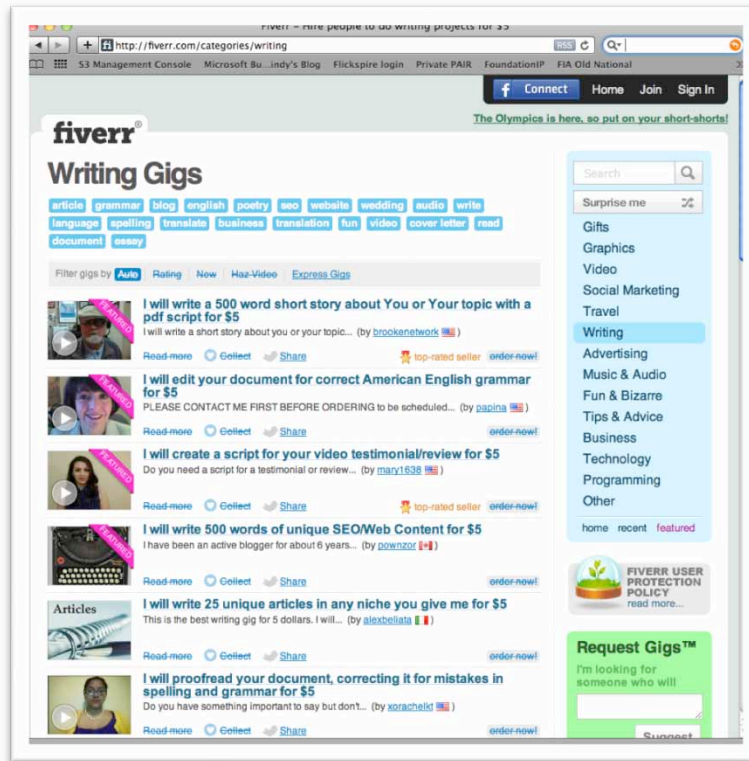 Fiverr – Hire people to do writing projects for $5
http://fiverr.com/categories/writing
RSS
S3 Management Console Microsoft Bu...indy's Blog Flickspire login Private PAIR FoundationIP FIA Old National
Connect Home Join Sign In
The Olympics is here, so put on your short-shorts!
fiverr®
Writing Gigs
article grammar blog english poetry seo website wedding audio write
language spelling translate business translation fun video cover letter read
document essay
Filter gigs by Auto Rating New Haz Video Express Gigs
FEATURED
I will write a 500 word short story about You or Your topic with a
pdf script for $5
I will write a short story about you or your topic... (by brookenetwork )
Read more Collect Share top-rated seller order now!
FEATURED
I will edit your document for correct American English grammar
for $5
PLEASE CONTACT ME FIRST BEFORE ORDERING to be scheduled... (by papina )
Read more Collect Share order now!
FEATURED
I will create a script for your video testimonial/review for $5
Do you need a script for a testimonial or review... (by mary1638 )
Read more Collect Share top-rated seller order now!
FEATURED
I will write 500 words of unique SEO/Web Content for $5
I have been an active blogger for about 6 years... (by pownzor )
Read more Collect Share order now!
Articles
I will write 25 unique articles in any niche you give me for $5
This is the best writing gig for 5 dollars. I will... (by alexbellata )
Read more Collect Share order now!
I will proofread your document, correcting it for mistakes in
spelling and grammar for $5
Do you have something important to say but don't... (by xorachelkt )
Read more Collect Share order now!
Search
Surprise me
Gifts
Graphics
Video
Social Marketing
Travel
Writing
Advertising
Music & Audio
Fun & Bizarre
Tips & Advice
Business
Technology
Programming
Other
home recent featured
FIVERR USER
PROTECTION
POLICY
read more...
Request Gigs™
I'm looking for
someone who will
Suggest